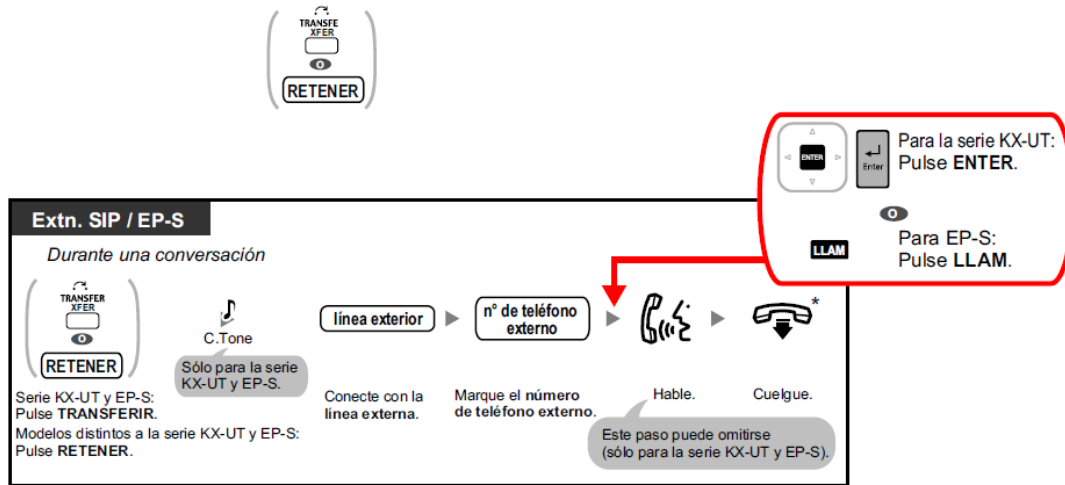 TRANSFE
XFER
O
RETENER
ENTER
Enter
Para la serie KX-UT:
Pulse ENTER.
O
LLAM
Para EP-S:
Pulse LLAM.
Extn. SIP / EP-S
Durante una conversación
TRANSFER
XFER
O
RETENER
Serie KX-UT y EP-S:
Pulse TRANSFERIR.
Modelos distintos a la serie KX-UT y EP-S:
Pulse RETENER.
C.Tone
Sólo para la serie
KX-UT y EP-S.
línea exterior
Conecte con la
línea externa.
n° de teléfono
externo
Marque el número
de teléfono externo.
Hable.
Este paso puede omitirse
(sólo para la serie KX-UT y EP-S).
*
Cuelgue.